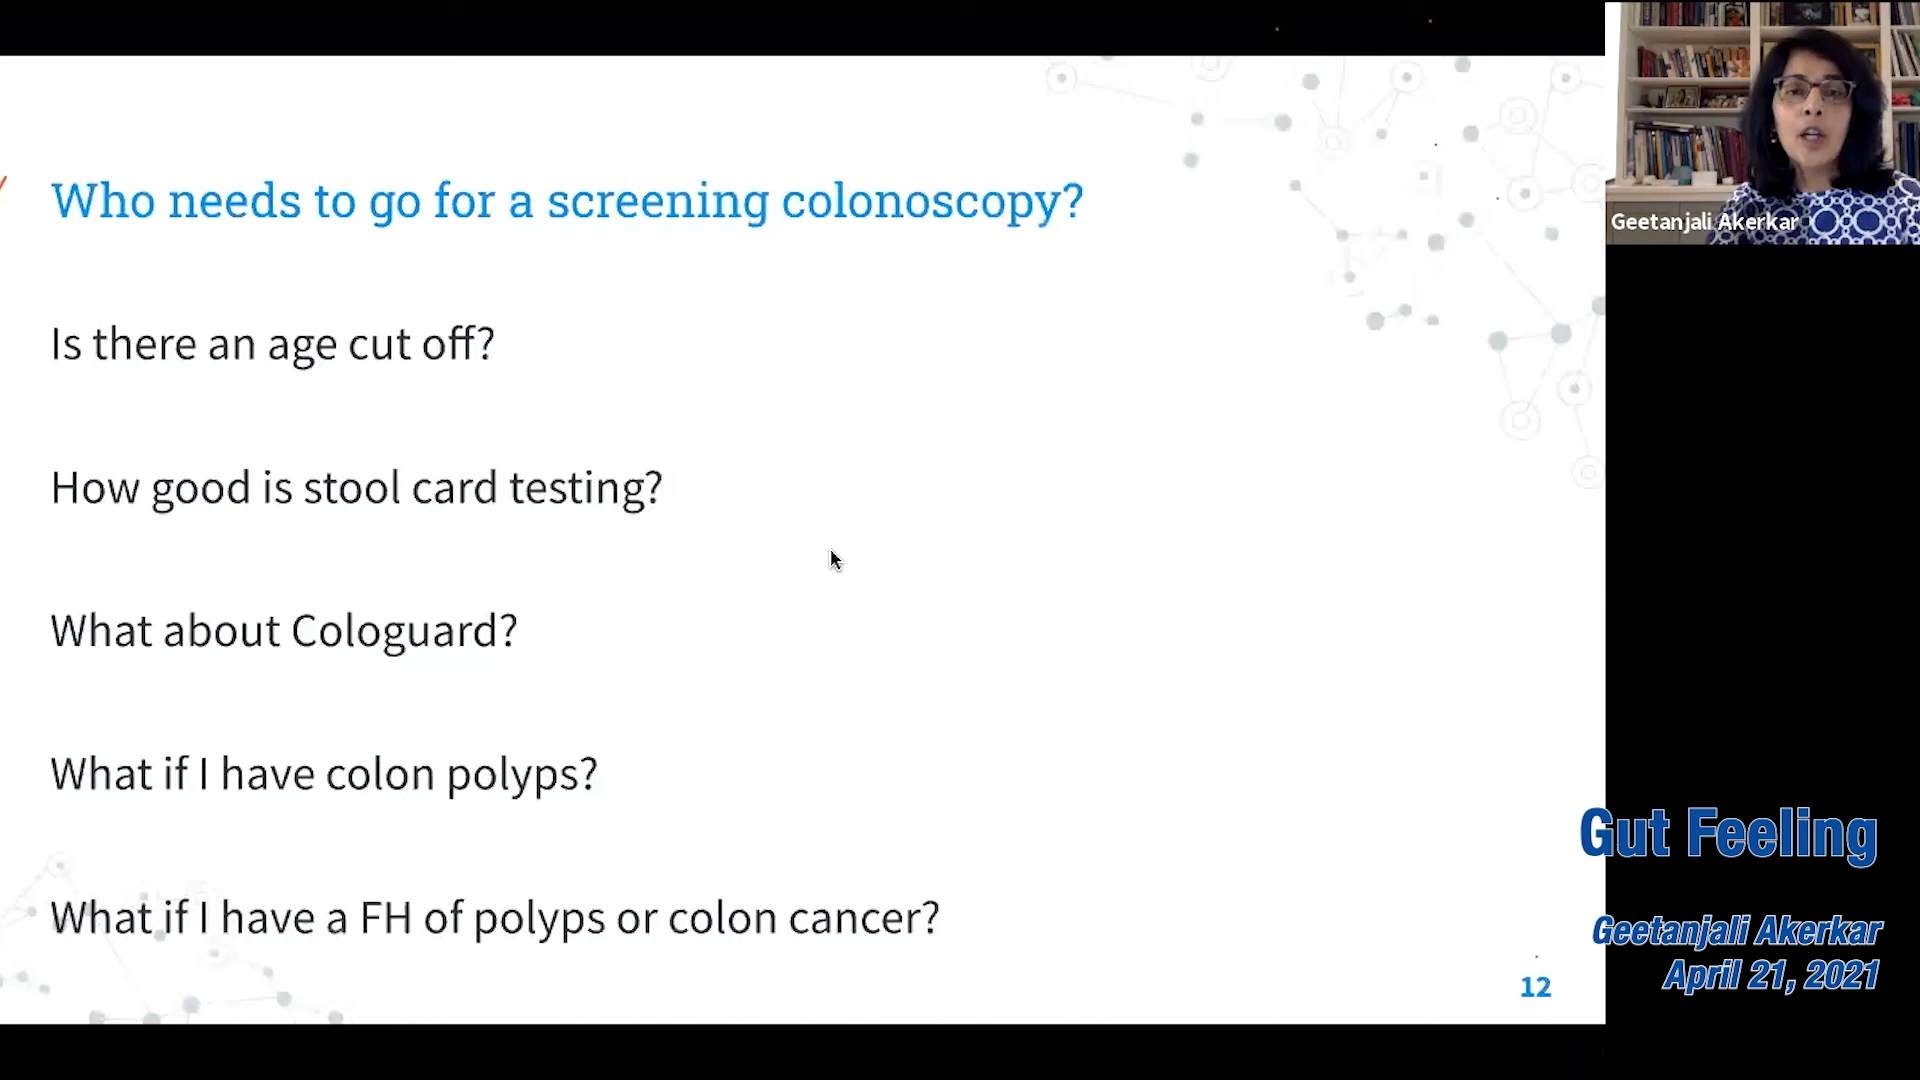 Who needs to go for a screening colonoscopy?
Is there an age cut off?
How good is stool card testing?
What about Cologuard?
What if I have colon polyps?
What if I have a FH of polyps or colon cancer?
12
Geetanjali Akerkar
Gut Feeling
Geetanjali Akerkar
April 21, 2021